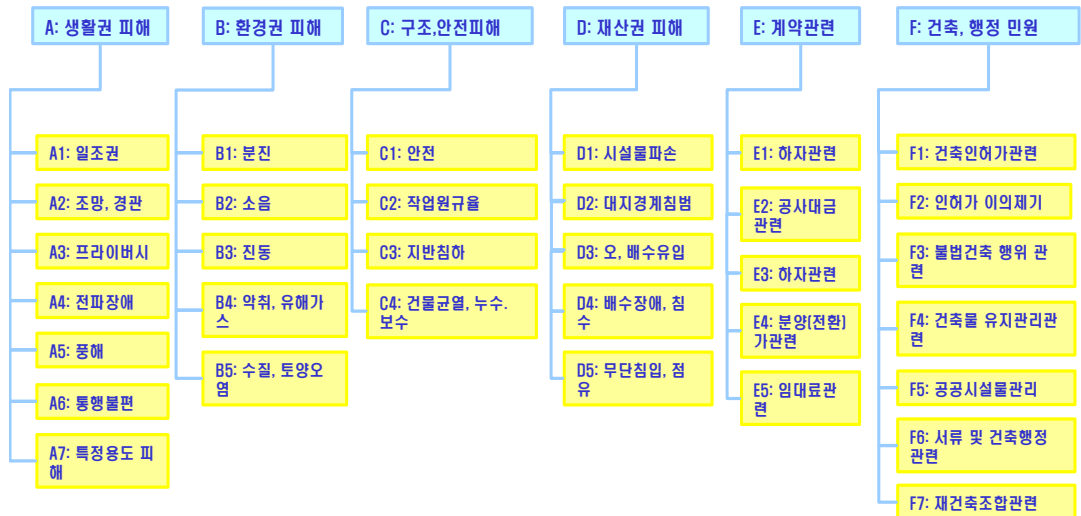 A: 생활권 피해
A1: 일조권
A2: 조망, 경관
A3: 프라이버시
A4: 전파장애
A5: 풍해
A6: 통행불편
A7: 특정용도 피
해
B: 환경권 피해
B1: 분진
B2: 소음
B3: 진동
B4: 악취, 유해가
스
B5: 수질, 토양오
염
C: 구조,안전피해
C1: 안전
C2: 작업원규율
C3: 지반침하
C4: 건물균열, 누수.
보수
D: 재산권 피해
D1: 시설물파손
D2: 대지경계침범
D3: 오, 배수유입
D4: 배수장애, 침
수
D5: 무단침입, 점
유
E: 계약관련
E1: 하자관련
E2: 공사대금
관련
E3: 하자관련
E4: 분양(전환)
가관련
E5: 임대료관
련
F: 건축, 행정 민원
F1: 건축인허가관련
F2: 인허가 이의제기
F3: 불법건축 행위 관
련
F4: 건축물 유지관리관
련
F5: 공공시설물관리
F6: 서류 및 건축행정
관련
F7: 재건축조합관련